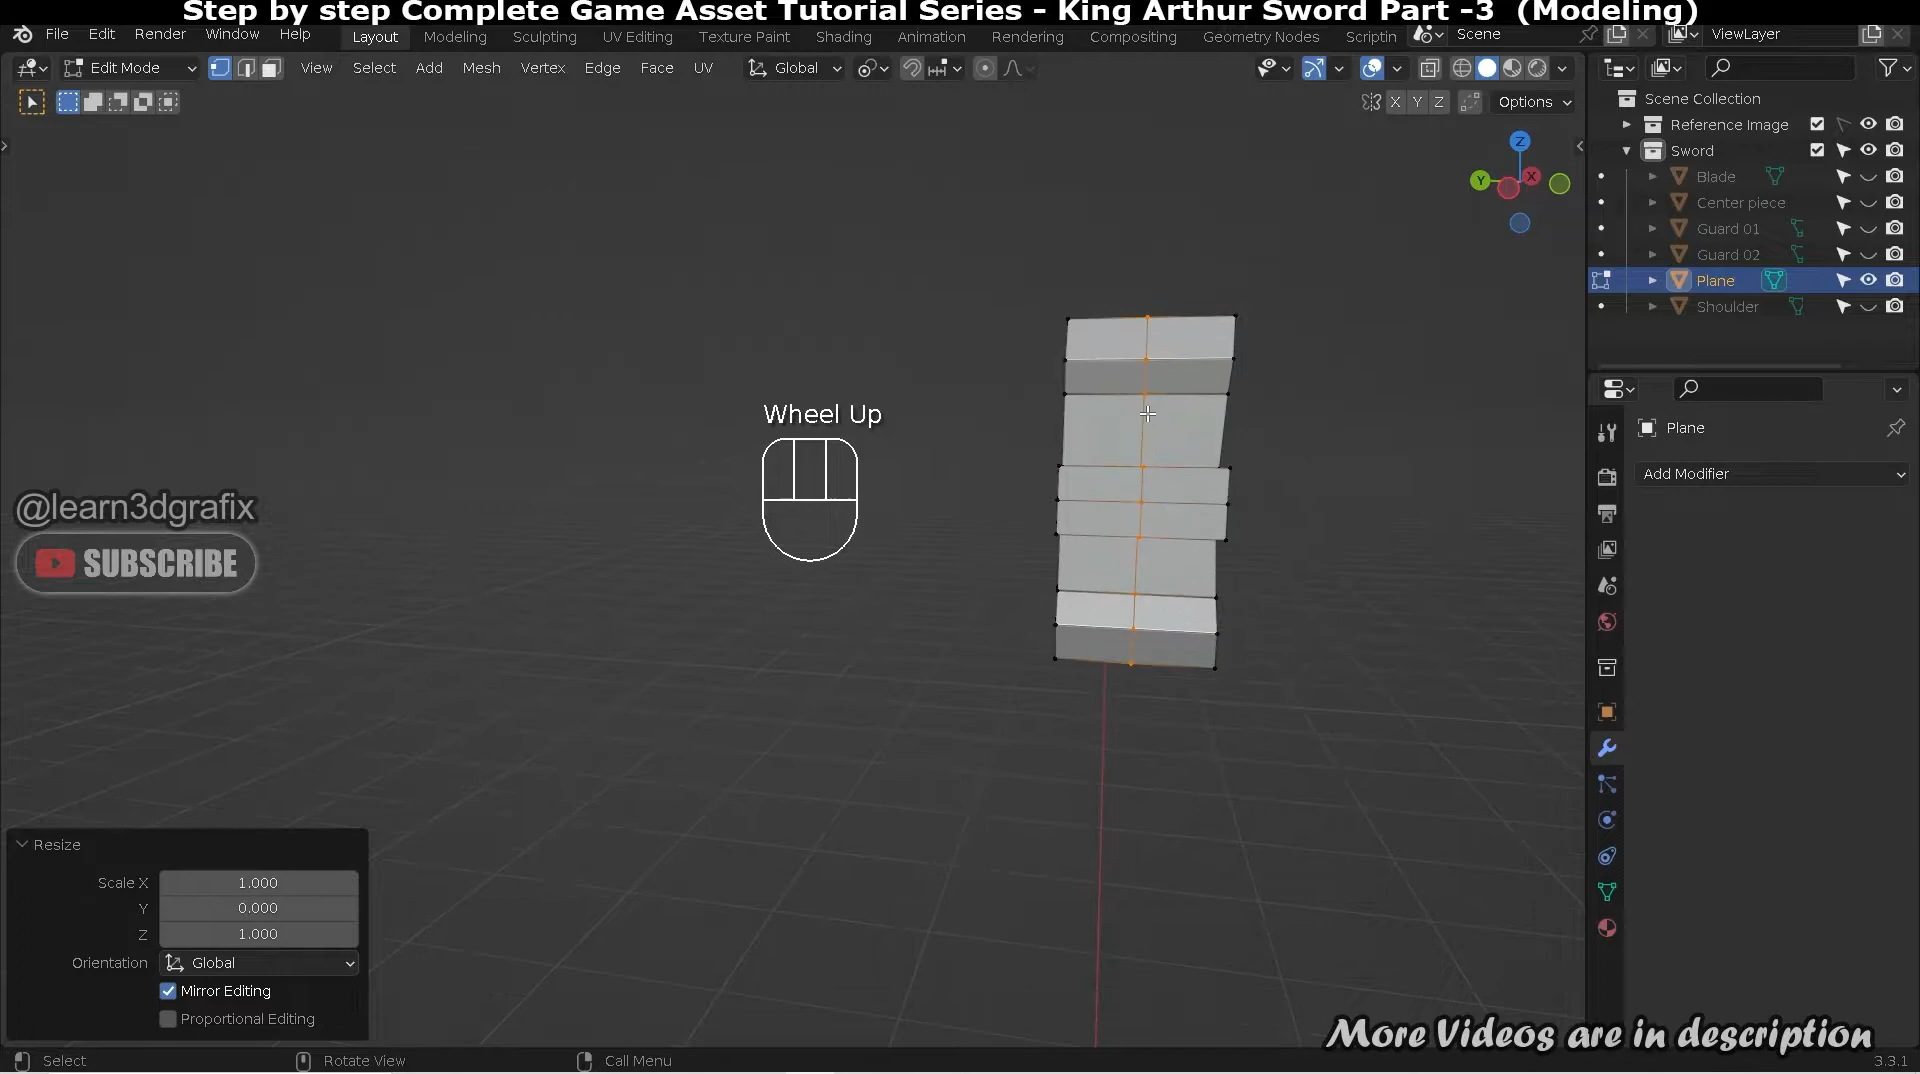 Step by step Complete Game Asset Tutorial Series - King Arthur Sword Part -3 (Modeling)
File Edit Render Window Help Layout Modeling Sculpting UV Editing Texture Paint Shading Animation Rendering Compositing Geometry Nodes Scriptin Scene ViewLayer
Edit Mode View Select Add Mesh Vertex Edge Face UV Global
X Y Z Options
Scene Collection
Reference Image
Sword
Blade
Center piece
Guard 01
Guard 02
Plane
Shoulder
Z
Y X
Wheel Up
Plane
Add Modifier
@learn3dgrafix
SUBSCRIBE
Resize
Scale X 1.000
Y 0.000
Z 1.000
Orientation Global
Mirror Editing
Proportional Editing
More Videos are in description
Select Rotate View Call Menu 3.3.1